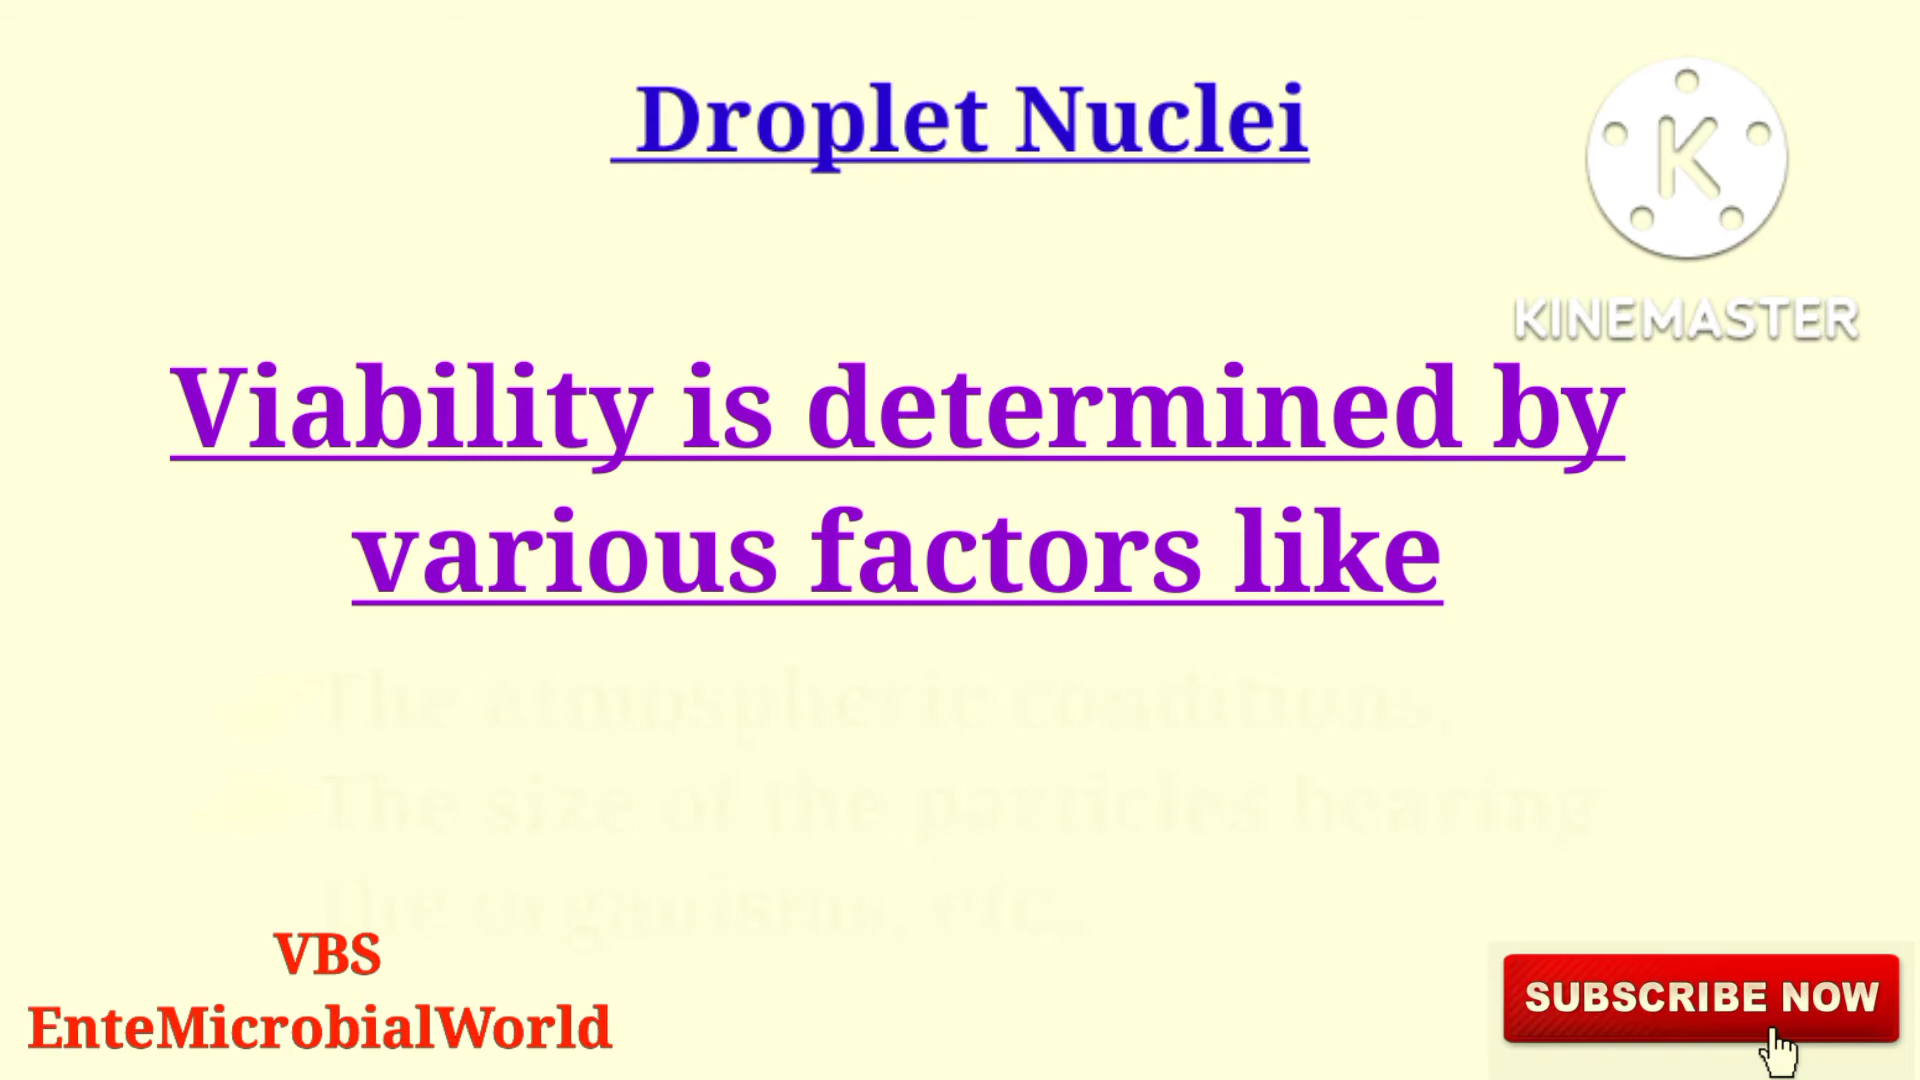 Droplet Nuclei
K
KINEMASTER
Viability is determined by
various factors like
The atmospheric conditions,
The size of the particles bearing
the organisms, etc,
VBS
EnteMicrobialWorld
SUBSCRIBE NOW